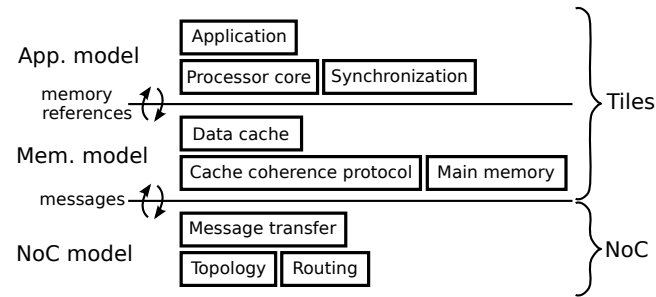 Application
App. model
Processor core
Synchronization
memory
references
Tiles
Data cache
Mem. model
Cache coherence protocol
Main memory
messages
Message transfer
NoC model
NoC
Topology
Routing